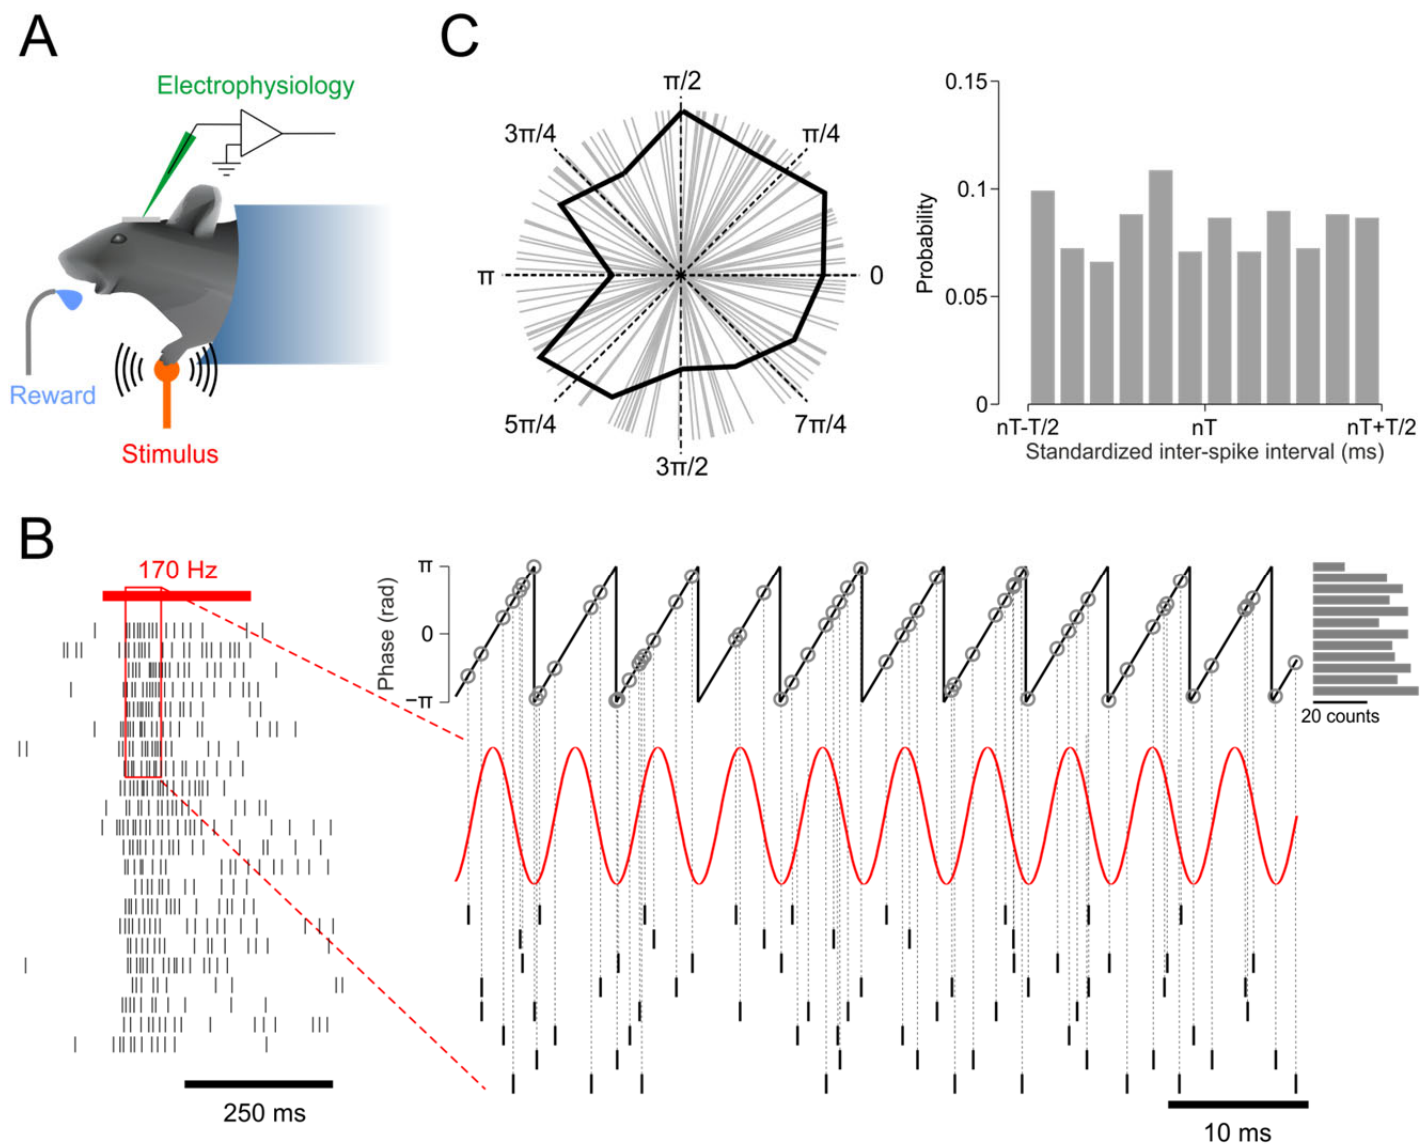 A
Electrophysiology
Reward
Stimulus
C
π/2
3π/4
π/4
π
0
5π/4
7π/4
3π/2
0.15
0.1
0.05
0
Probability
nT-T/2
nT
nT+T/2
Standardized inter-spike interval (ms)
B
170 Hz
250 ms
π
0
−π
Phase (rad)
20 counts
10 ms